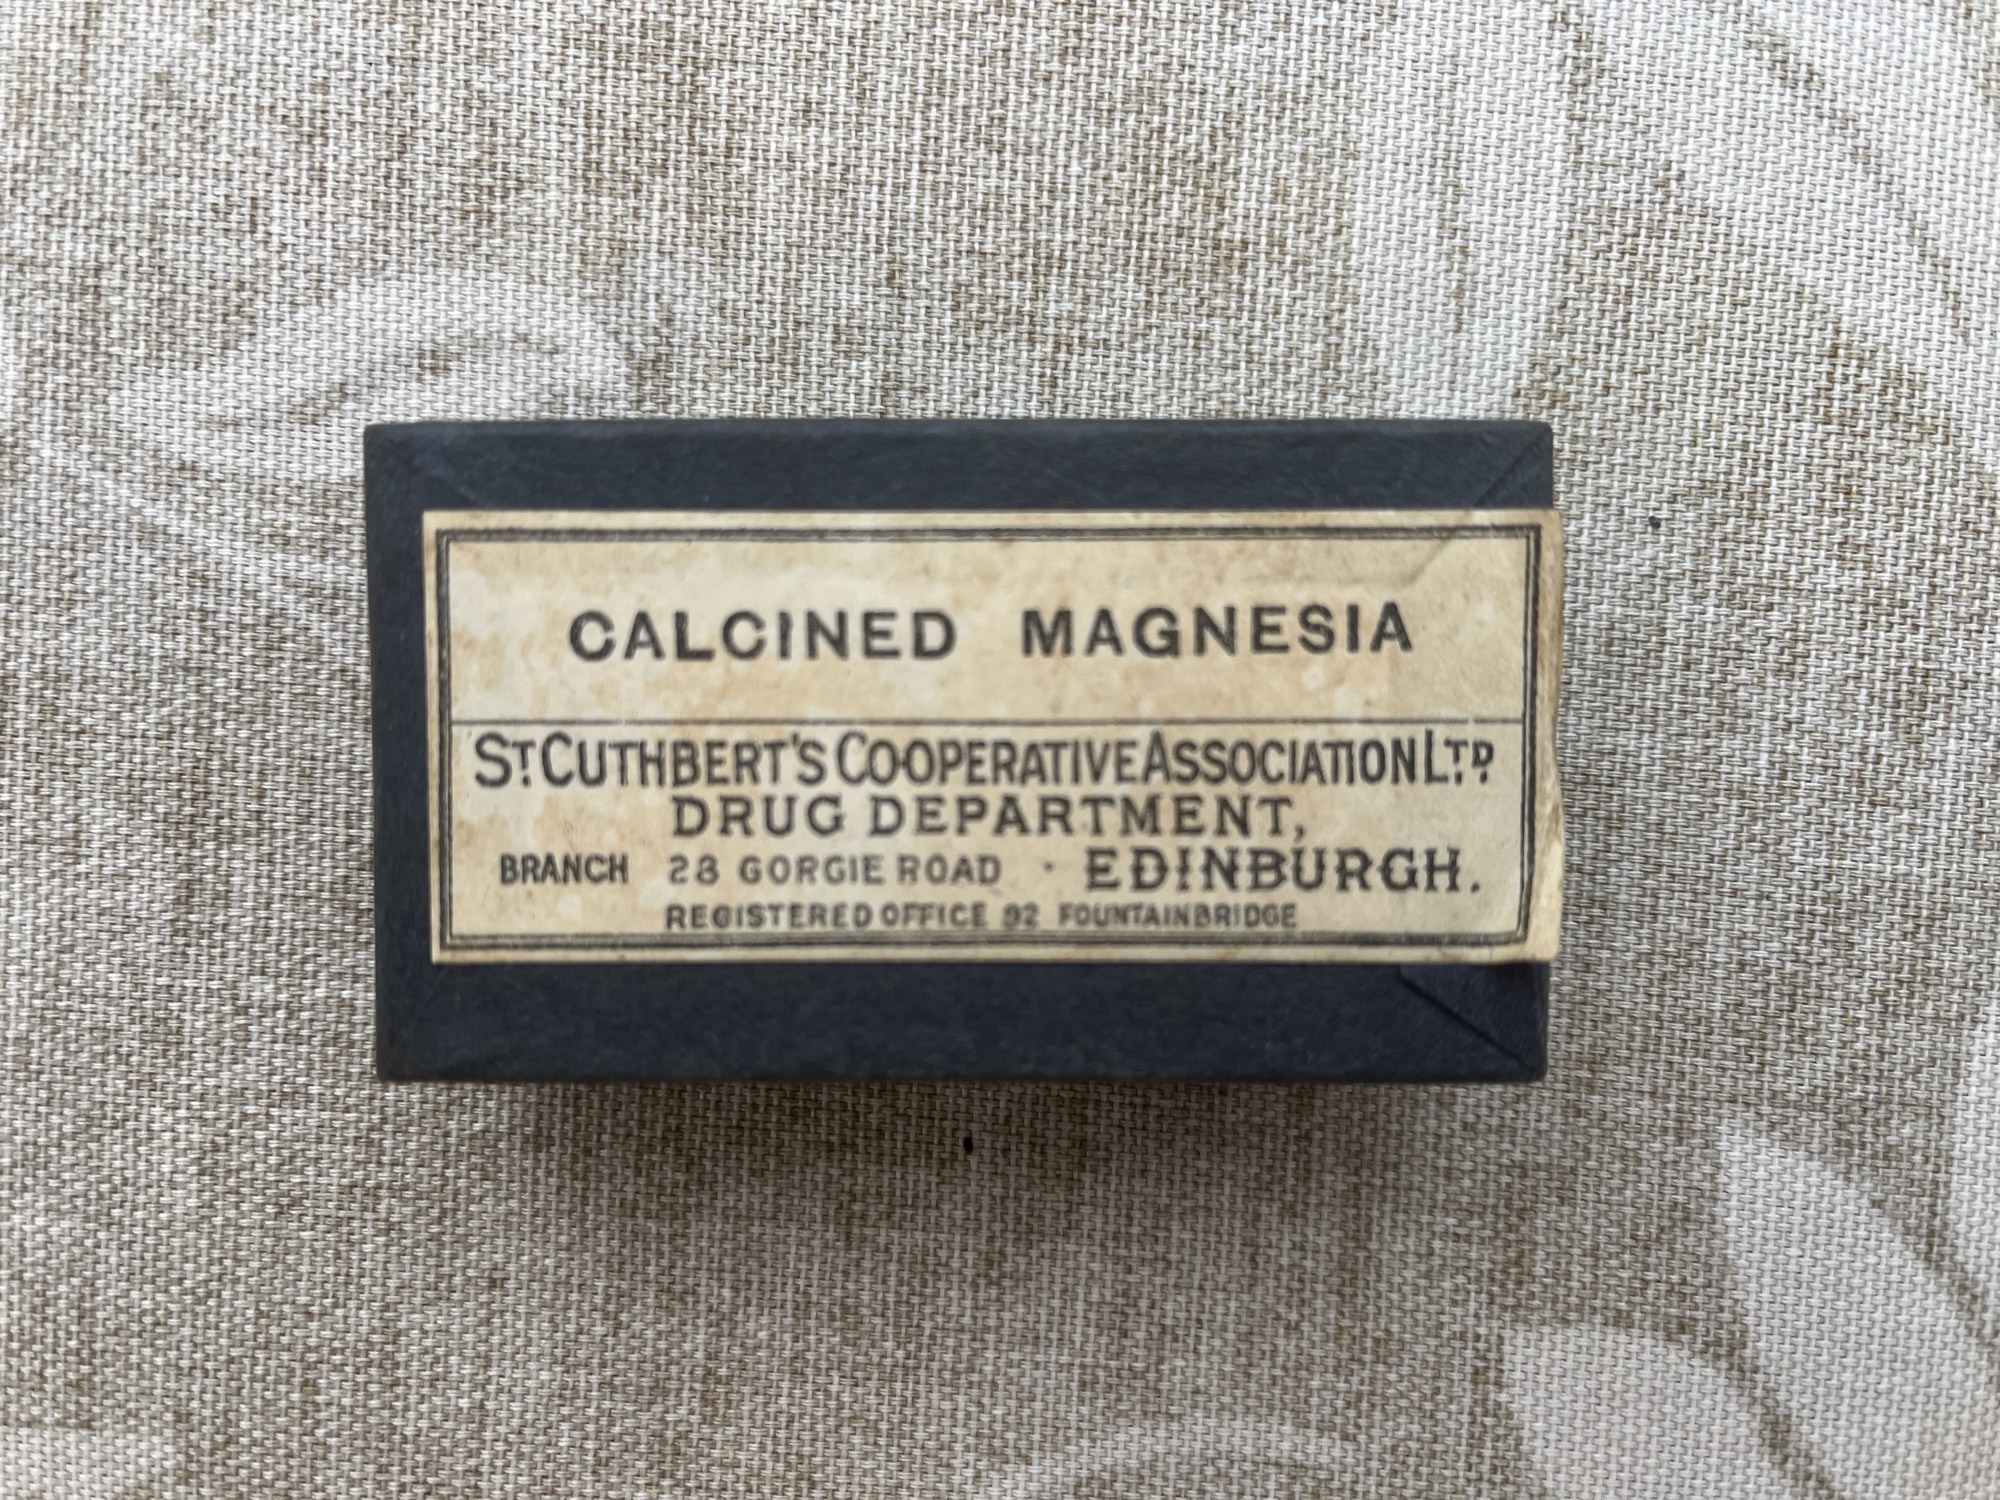 CALCINED MAGNESIA
ST. CUTHBERT'S COOPERATIVE ASSOCIATION LTD.
DRUG DEPARTMENT,
BRANCH 28 GORGIE ROAD · EDINBURGH.
REGISTERED OFFICE 92 FOUNTAINBRIDGE